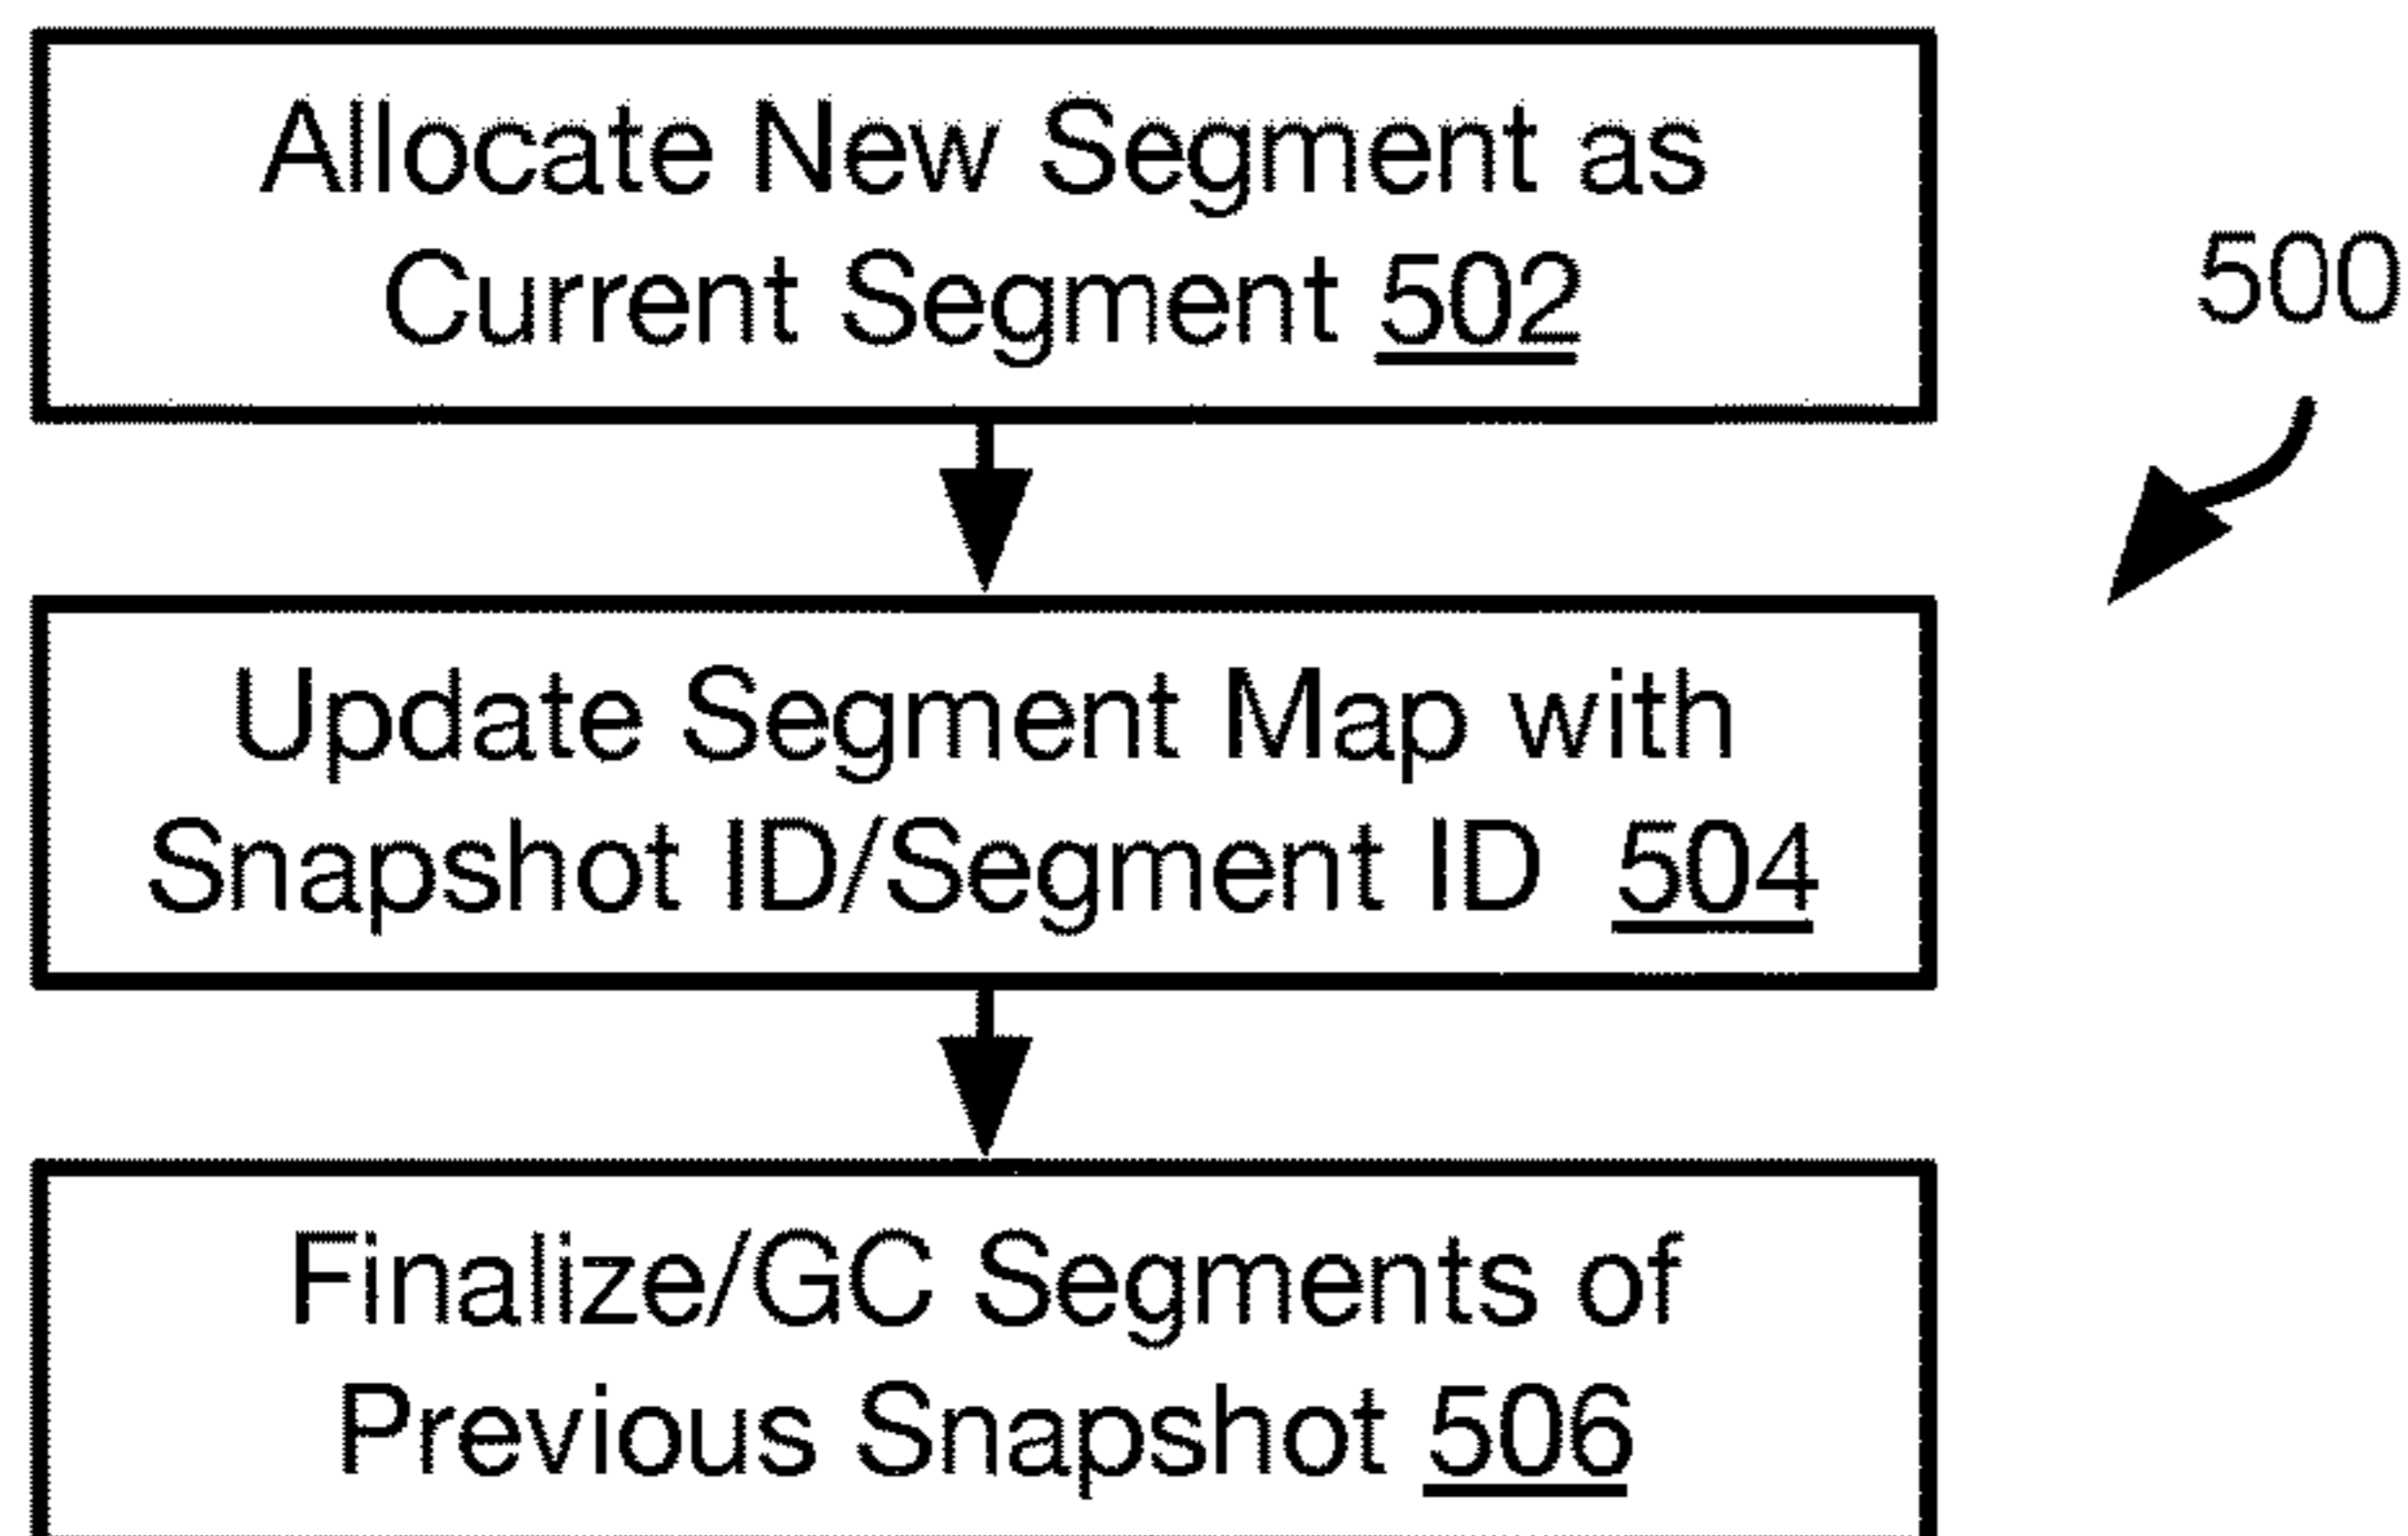 Allocate New Segment as
Current Segment 502
500
Update Segment Map with
Snapshot ID/Segment ID 504
Finalize/GC Segments of
Previous Snapshot 506